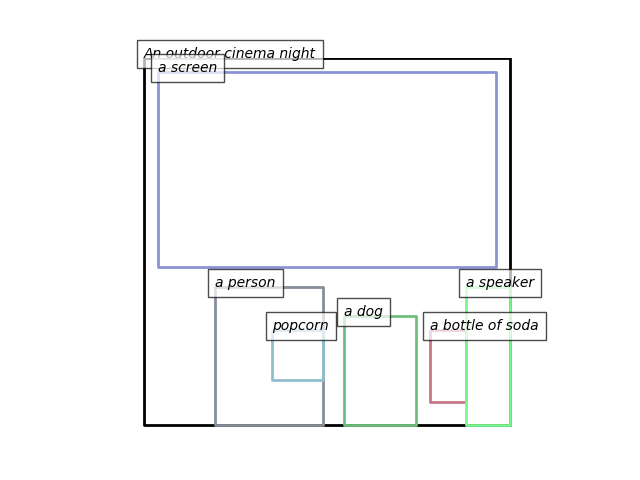 An outdoor cinema night
a screen
a person
a speaker
popcorn
a dog
a bottle of soda